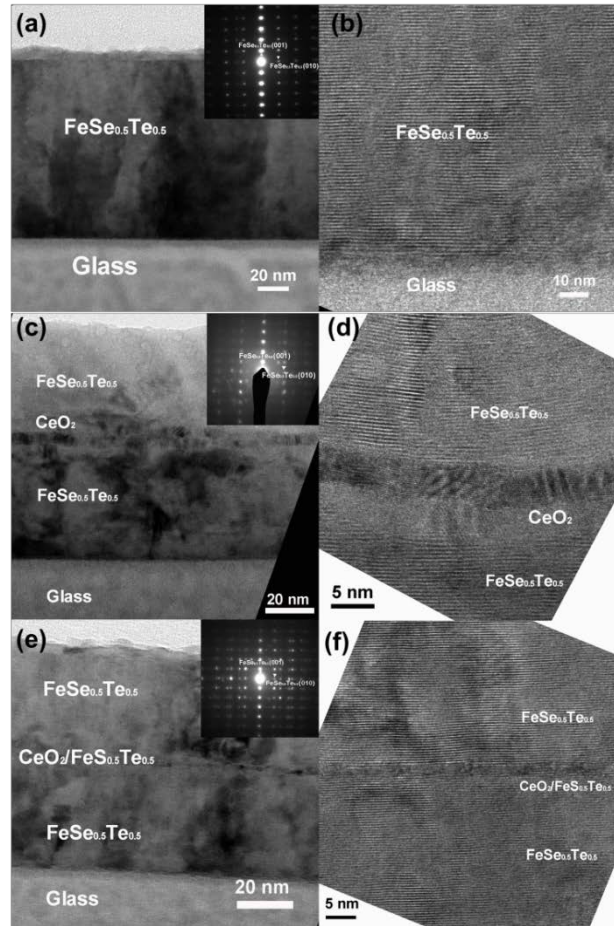 (a)
FeSe0.5Te0.5(001)
FeSe0.5Te0.5(010)
FeSe₀.₅Te₀.₅
Glass
20 nm
(b)
FeSe₀.₅Te₀.₅
Glass
10 nm
(c)
FeSe0.5Te0.5(001)
FeSe0.5Te0.5(010)
FeSe₀.₅Te₀.₅
CeO₂
FeSe₀.₅Te₀.₅
Glass
20 nm
(d)
FeSe₀.₅Te₀.₅
CeO₂
FeSe₀.₅Te₀.₅
5 nm
(e)
FeSe0.5Te0.5(001)
FeSe0.5Te0.5(010)
FeSe₀.₅Te₀.₅
CeO₂/FeS₀.₅Te₀.₅
FeSe₀.₅Te₀.₅
Glass
20 nm
(f)
FeSe₀.₅Te₀.₅
CeO₂/FeS₀.₅Te₀.₅
FeSe₀.₅Te₀.₅
5 nm